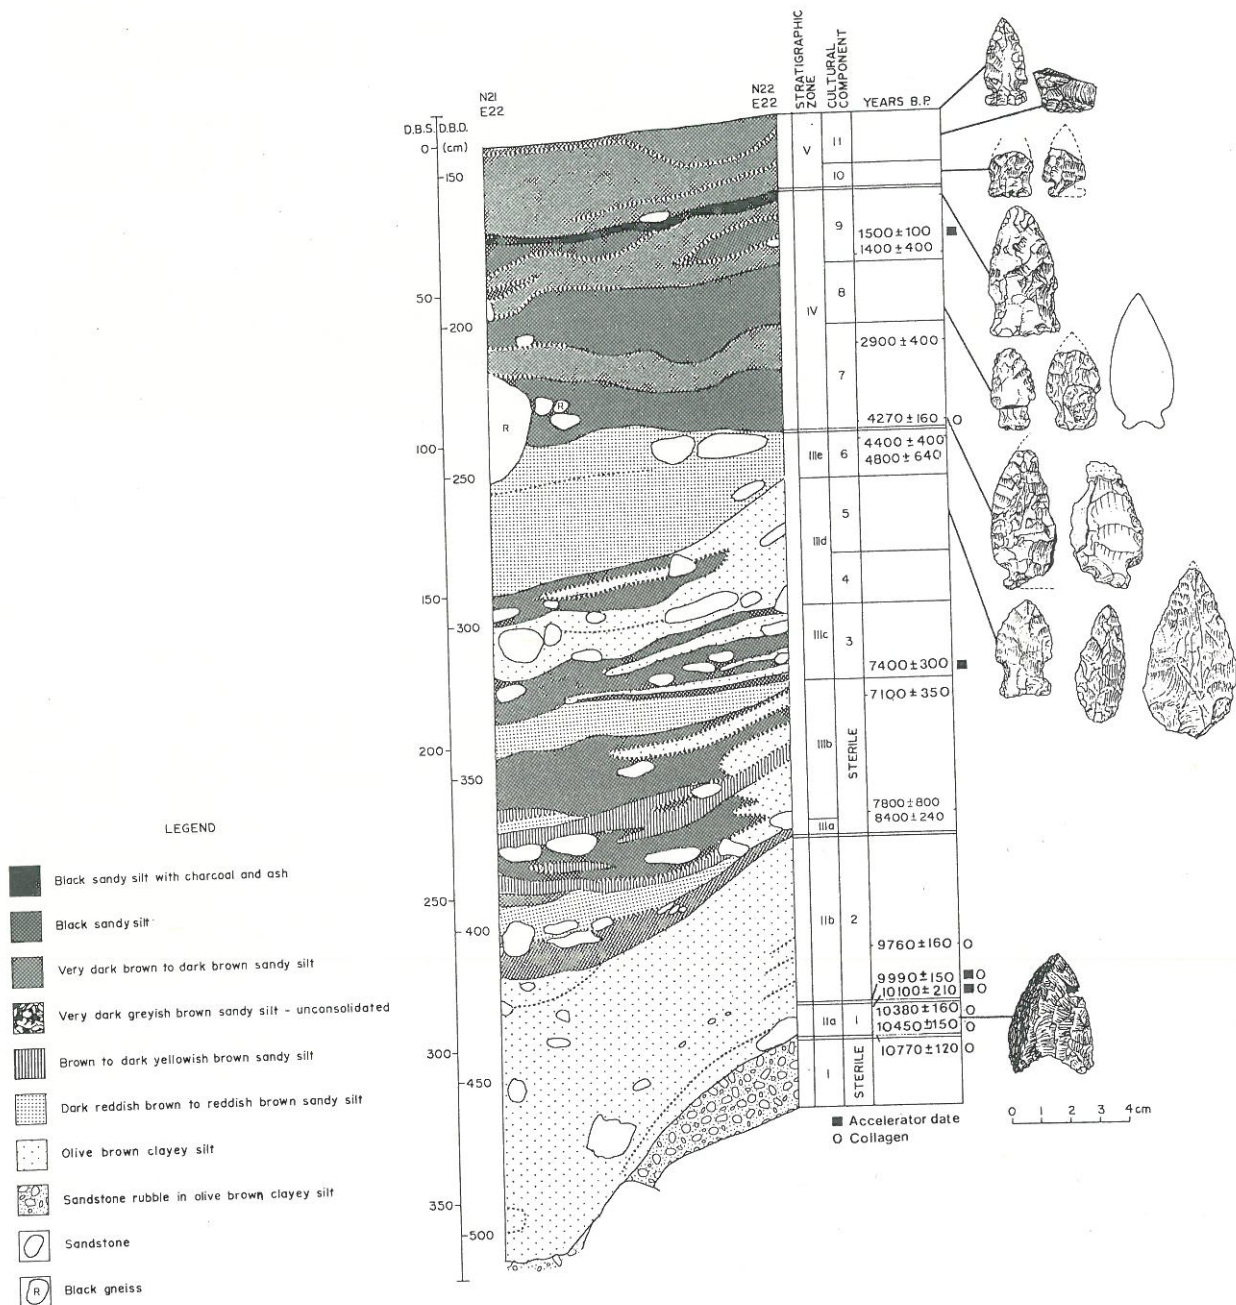 STRATIGRAPHIC
ZONE
CULTURAL
COMPONENT
YEARS B.P.
N21
E22
N22
E22
D.B.S. D.B.D.
0 (cm)
150
50
200
100
250
150
300
200
350
250
400
300
450
350
500
V
11
10
IV
9
1500±100 ■
1400±400
8
7
2900±400
4270±160 O
IIIe
6
4400±400
4800±640
IIId
5
4
IIIc
3
7400±300 ■
IIIb
STERILE
7100±350
7800±800
IIIa
8400±240
IIb
2
9760±160 O
9990±150 ■O
10100±210 ■O
IIa
1
10380±160 O
10450±150 O
I
STERILE
10770±120 O
■ Accelerator date
O Collagen
0 1 2 3 4 cm
R
R
LEGEND
Black sandy silt with charcoal and ash
Black sandy silt
Very dark brown to dark brown sandy silt
Very dark greyish brown sandy silt - unconsolidated
Brown to dark yellowish brown sandy silt
Dark reddish brown to reddish brown sandy silt
Olive brown clayey silt
Sandstone rubble in olive brown clayey silt
Sandstone
R Black gneiss